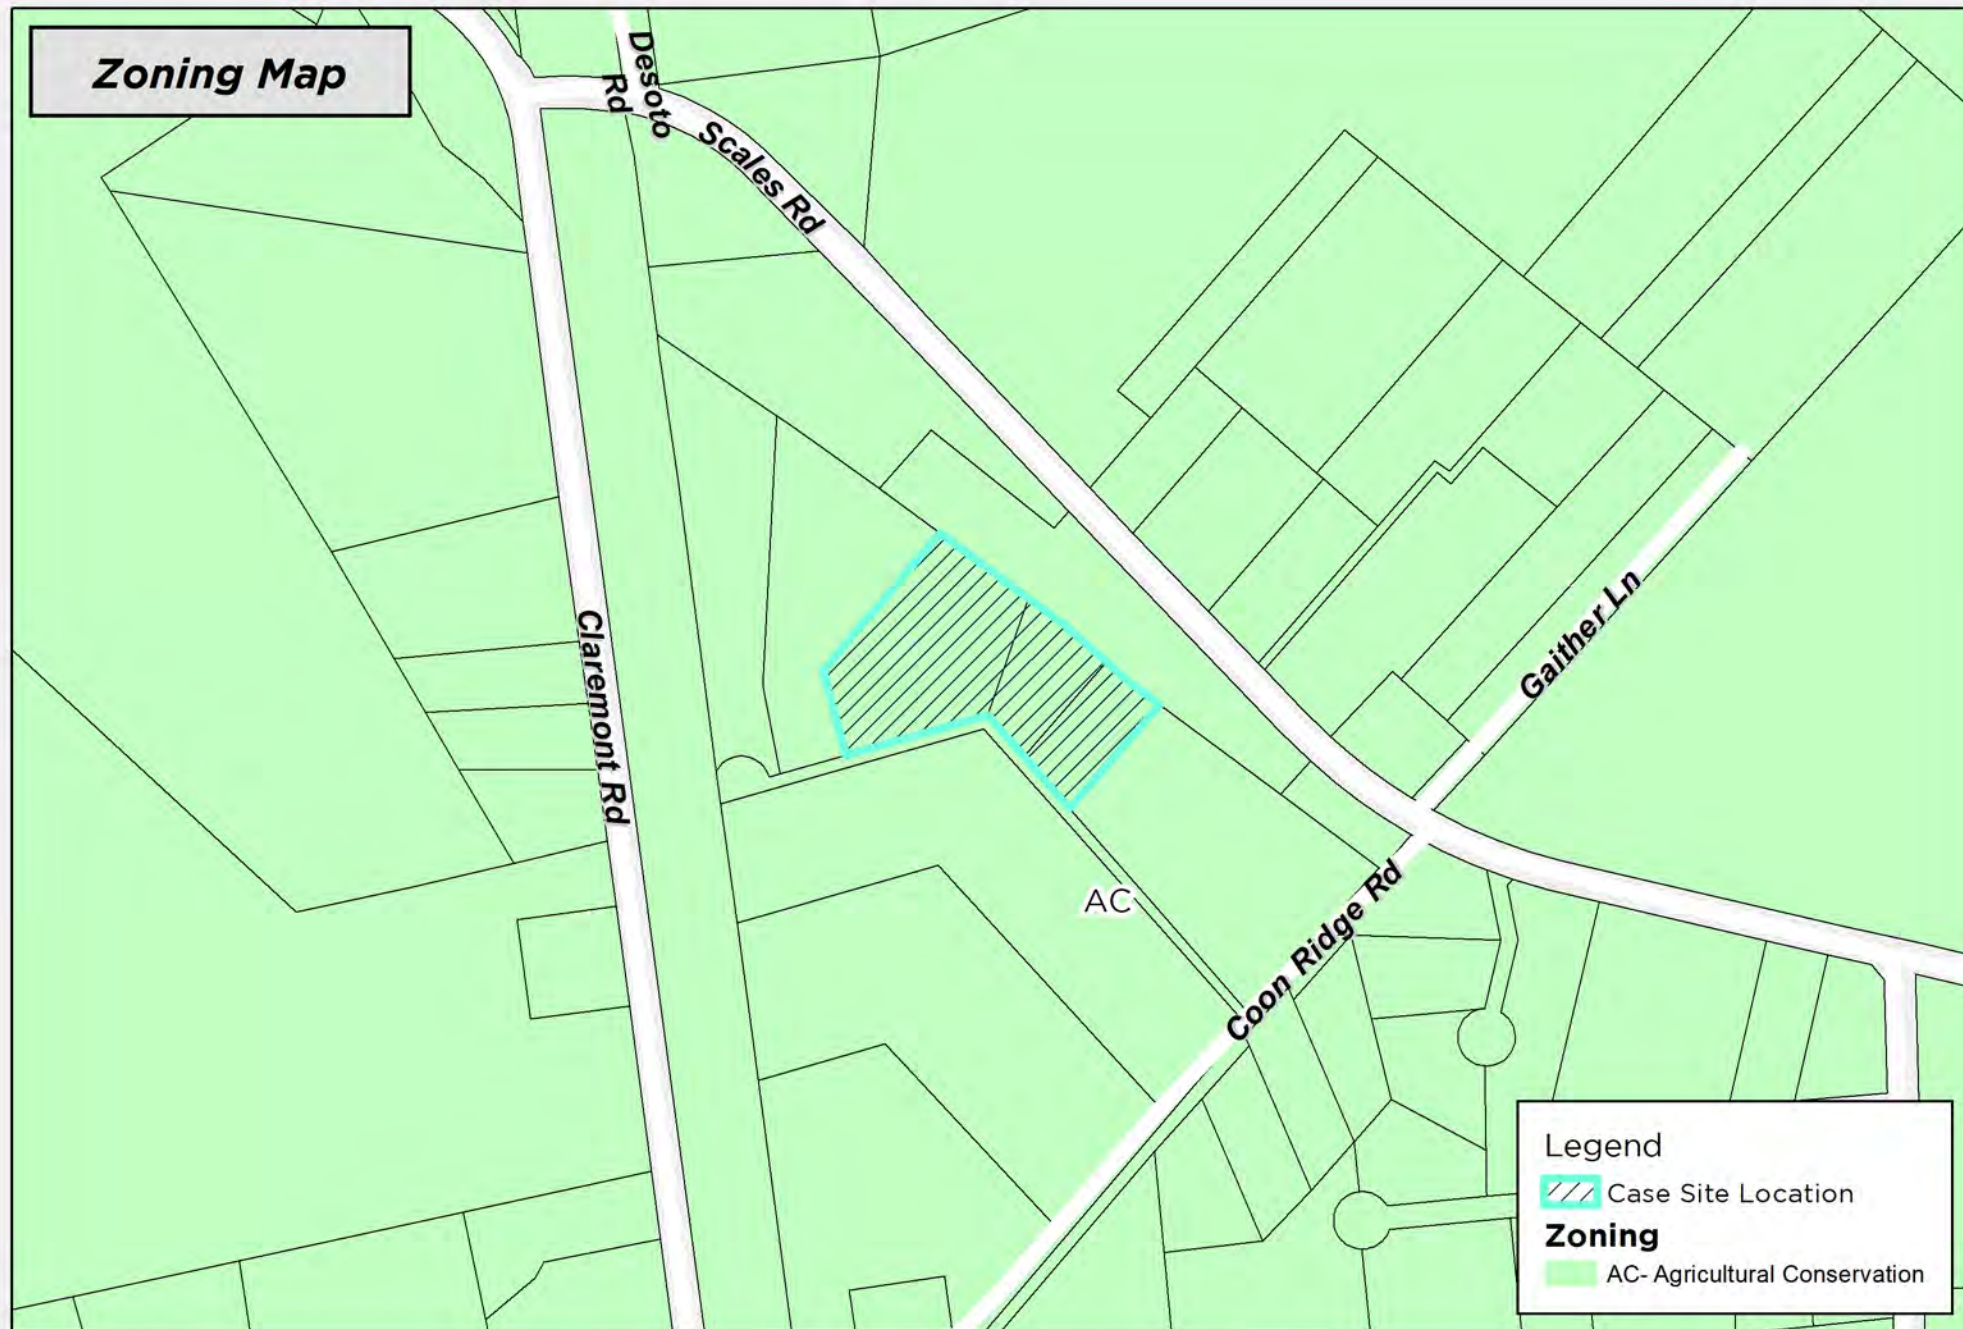 Zoning Map
Desoto
Rd
Scales Rd
Claremont Rd
Gaither Ln
Coon Ridge Rd
AC
Legend
Case Site Location
Zoning
AC- Agricultural Conservation